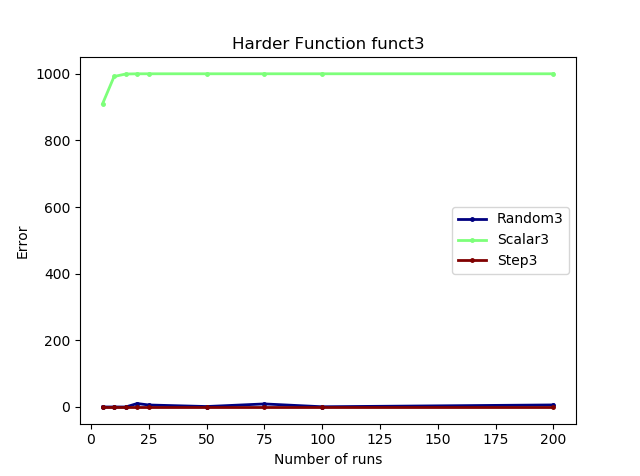 Harder Function funct3
1000
800
600
400
200
0
Error
Random3
Scalar3
Step3
0 25 50 75 100 125 150 175 200
Number of runs